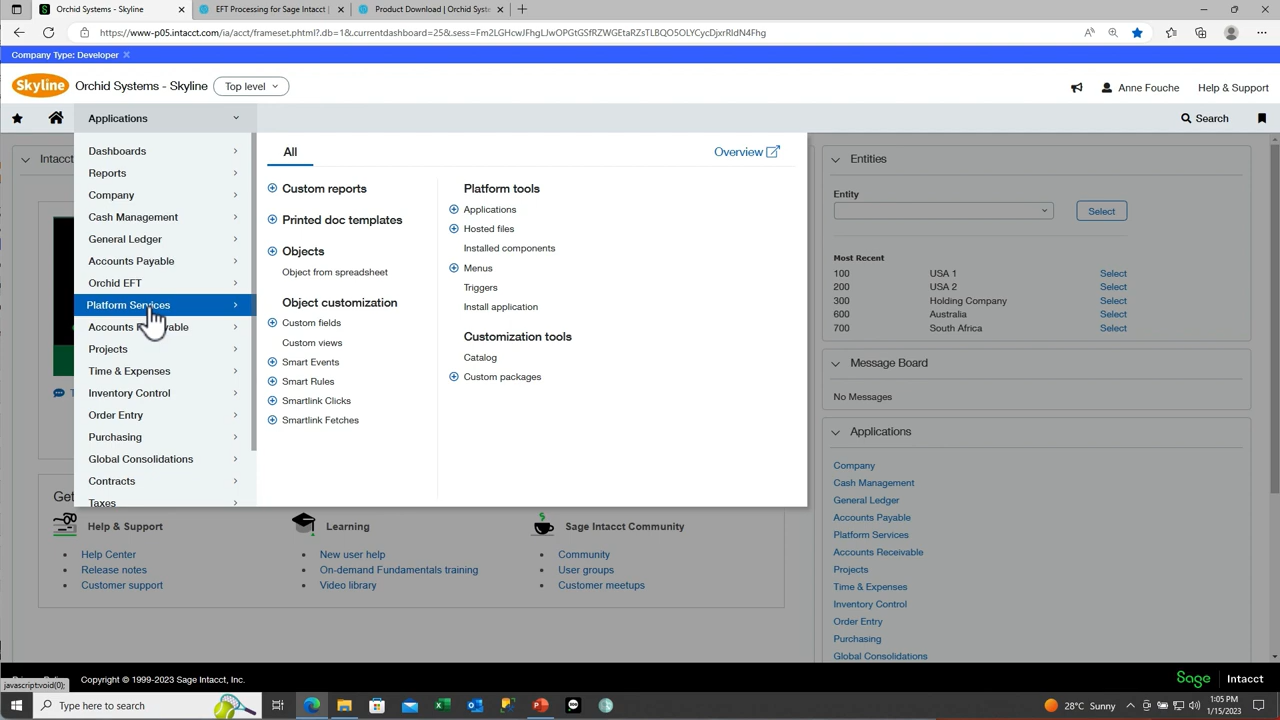 Orchid Systems - Skyline
EFT Processing for Sage Intacct |
Product Download | Orchid Syste
https://www-p05.intacct.com/ia/acct/frameset.phtml?.db=1&.currentdashboard=25&.sess=Fm2LGHcwJFhgLJwOPGtGSfRZWGEtaRZsTLBQO5OLYCycDjxrRldN4Fhg
Company Type: Developer
Skyline
Orchid Systems - Skyline
Top level
Anne Fouche
Help & Support
Applications
Search
Dashboards
Reports
Company
Cash Management
General Ledger
Accounts Payable
Orchid EFT
Platform Services
Accounts
Projects
Time & Expenses
Inventory Control
Order Entry
Purchasing
Global Consolidations
Contracts
Taxes
All
Overview
Custom reports
Printed doc templates
Objects
Object from spreadsheet
Object customization
Custom fields
Custom views
Smart Events
Smart Rules
Smartlink Clicks
Smartlink Fetches
Platform tools
Applications
Hosted files
Installed components
Menus
Triggers
Install application
Customization tools
Catalog
Custom packages
Intacct
Help & Support
Help Center
Release notes
Customer support
Learning
New user help
On-demand Fundamentals training
Video library
Sage Intacct Community
Community
User groups
Customer meetups
Entities
Entity
Select
Most Recent
100 USA 1 Select
200 USA 2 Select
300 Holding Company Select
600 Australia Select
700 South Africa Select
Message Board
No Messages
Applications
Company
Cash Management
General Ledger
Accounts Payable
Platform Services
Accounts Receivable
Projects
Time & Expenses
Inventory Control
Order Entry
Purchasing
Global Consolidations
javascript:void(0);
Copyright © 1999-2023 Sage Intacct, Inc.
Sage Intacct
Type here to search
28°C Sunny
1:05 PM
1/15/2023